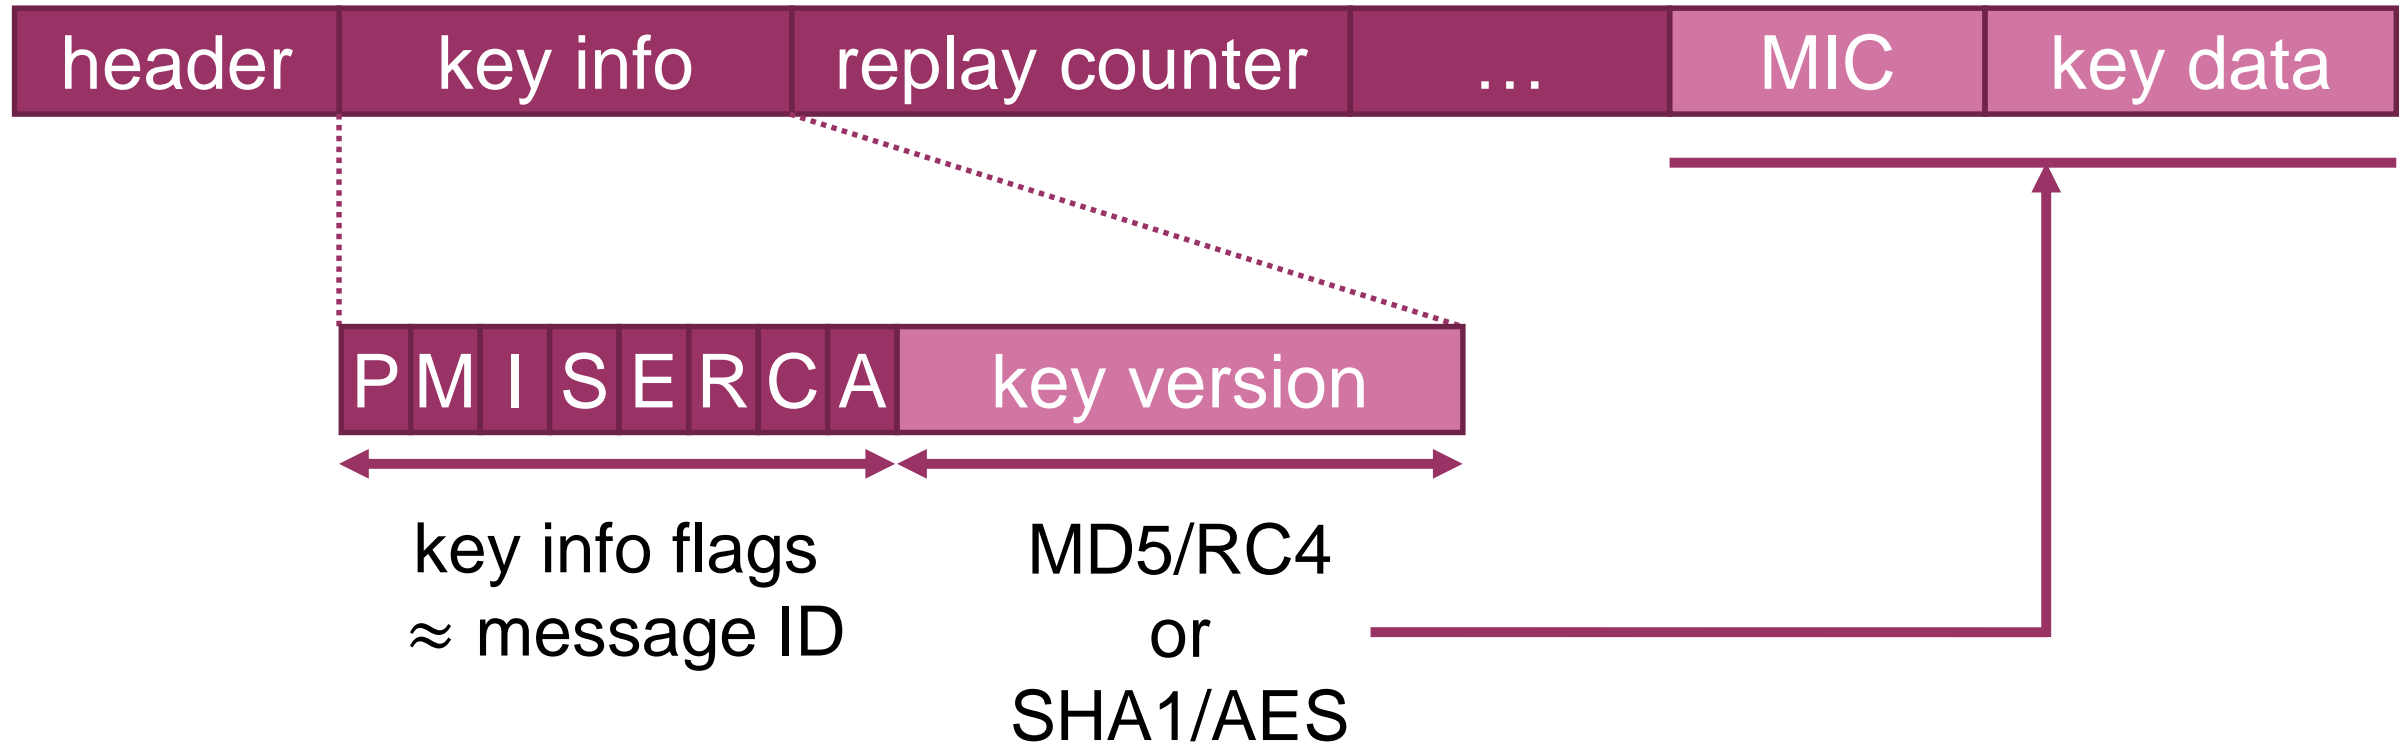 header key info replay counter … MIC key data
P M I S E R C A key version
key info flags
≈ message ID
MD5/RC4
or
SHA1/AES